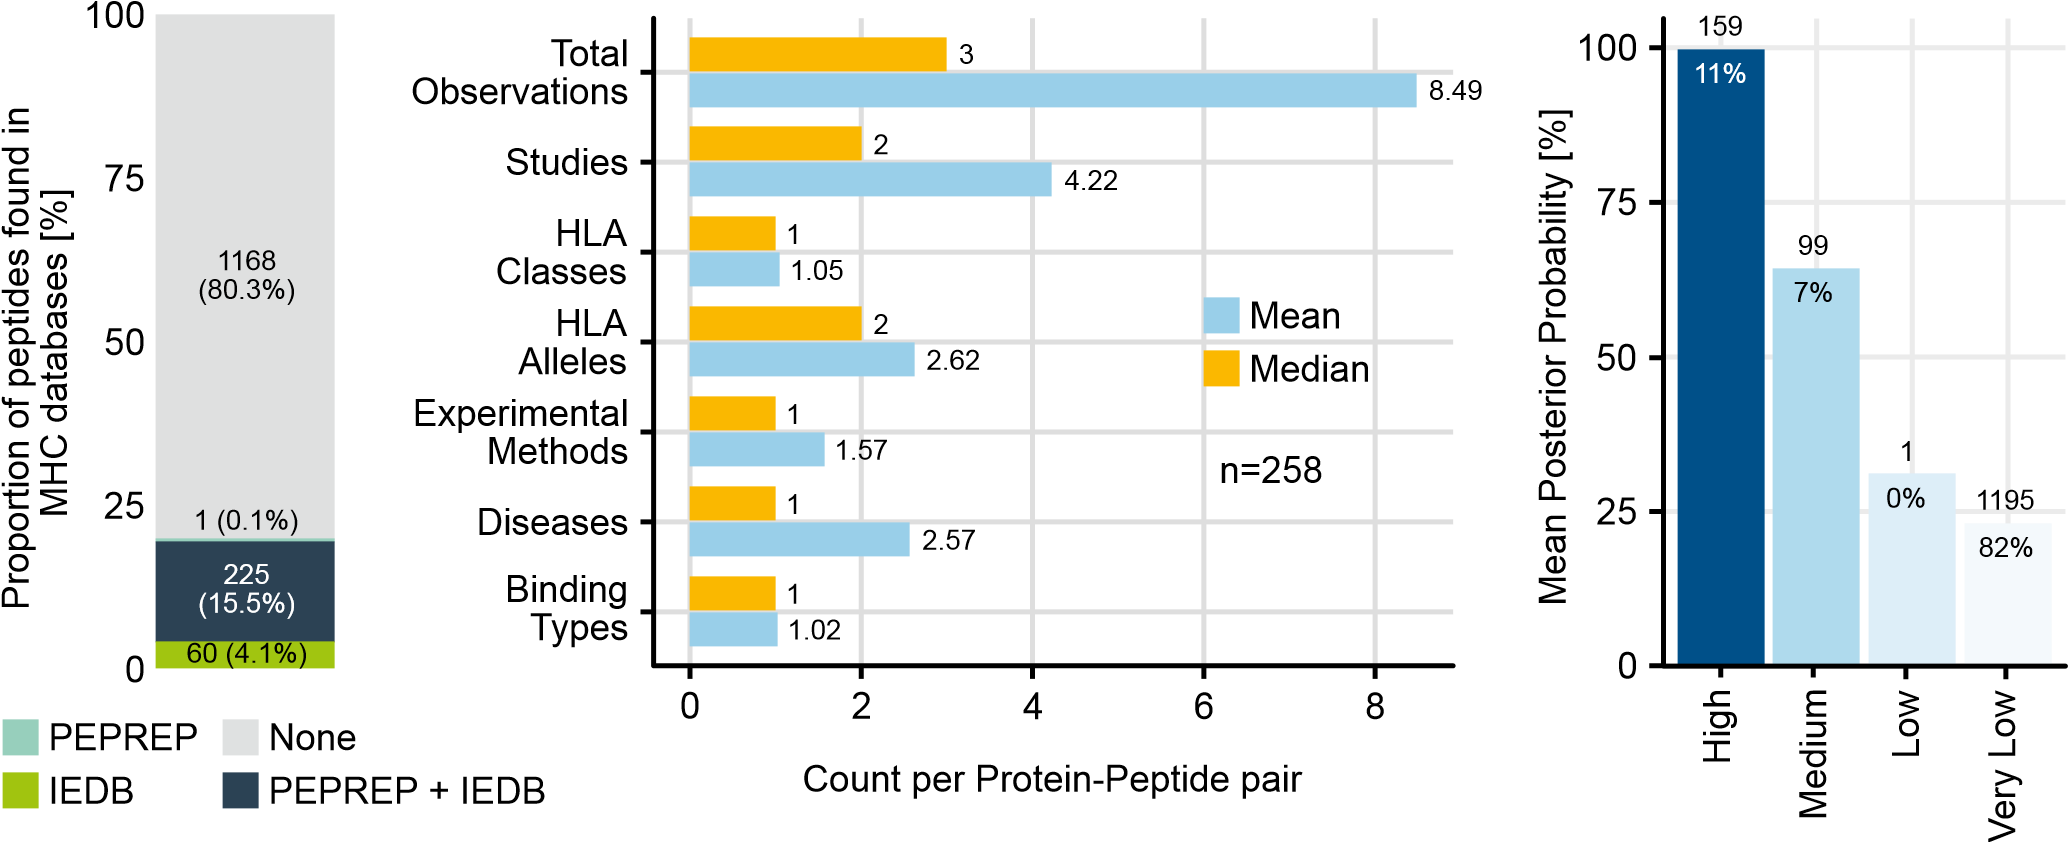 Proportion of peptides found in
MHC databases [%]
100
75
50
25
0
1168
(80.3%)
1 (0.1%)
225
(15.5%)
60 (4.1%)
PEPREP
None
IEDB
PEPREP + IEDB
Total
Observations
Studies
HLA
Classes
HLA
Alleles
Experimental
Methods
Diseases
Binding
Types
3
8.49
2
4.22
1
1.05
2
2.62
1
1.57
1
2.57
1
1.02
Mean
Median
n=258
0
2
4
6
8
Count per Protein-Peptide pair
Mean Posterior Probability [%]
100
75
50
25
0
159
11%
99
7%
1
0%
1195
82%
High
Medium
Low
Very Low